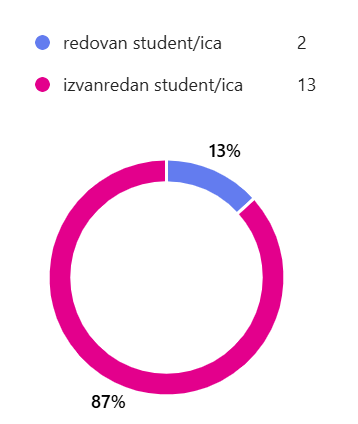 redovan student/ica 2
izvanredan student/ica 13
13%
87%